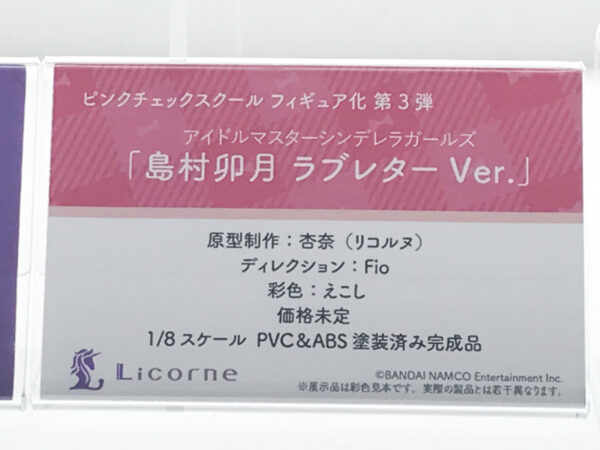 ピンクチェックスクール フィギュア化 第3弾
アイドルマスターシンデレラガールズ
「島村卯月 ラブレター Ver.」
原型制作：杏奈（リコルヌ）
ディレクション：Fio
彩色：えこし
価格未定
1/8スケール PVC&ABS塗装済み完成品
Licorne
©BANDAI NAMCO Entertainment Inc.
※展示品は彩色見本です。実際の製品とは若干異なります。